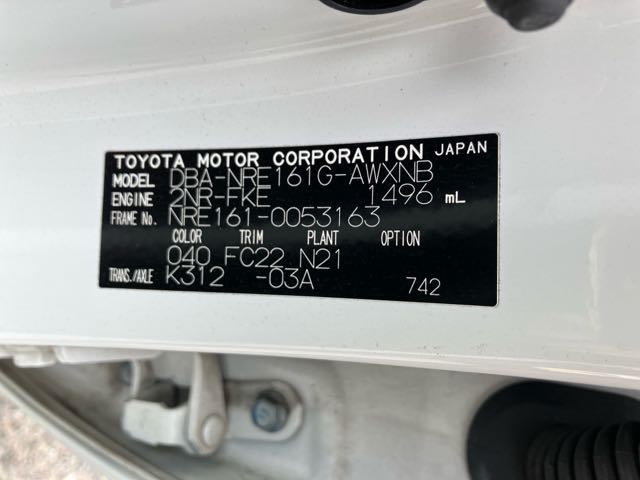 TOYOTA MOTOR CORPORATION JAPAN
MODEL DBA-NRE161G-AWXNB
ENGINE 2NR-FKE 1496 mL
FRAME No. NRE161-0053163
COLOR TRIM PLANT OPTION
040 FC22 N21
TRANS./AXLE K312 -03A 742